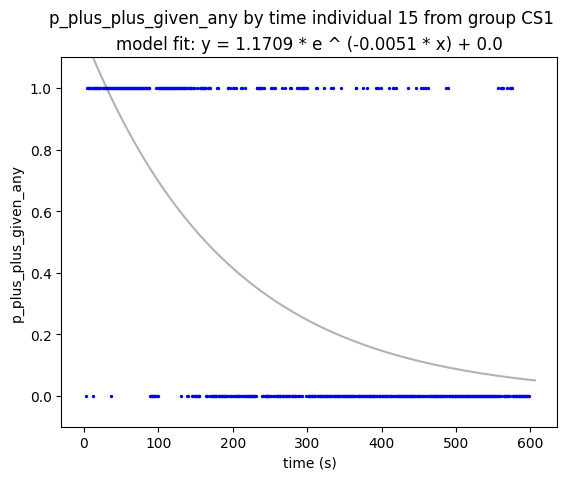 p_plus_plus_given_any by time individual 15 from group CS1
model fit: y = 1.1709 * e ^ (-0.0051 * x) + 0.0
1.0
0.8
0.6
0.4
0.2
0.0
p_plus_plus_given_any
0 100 200 300 400 500 600
time (s)